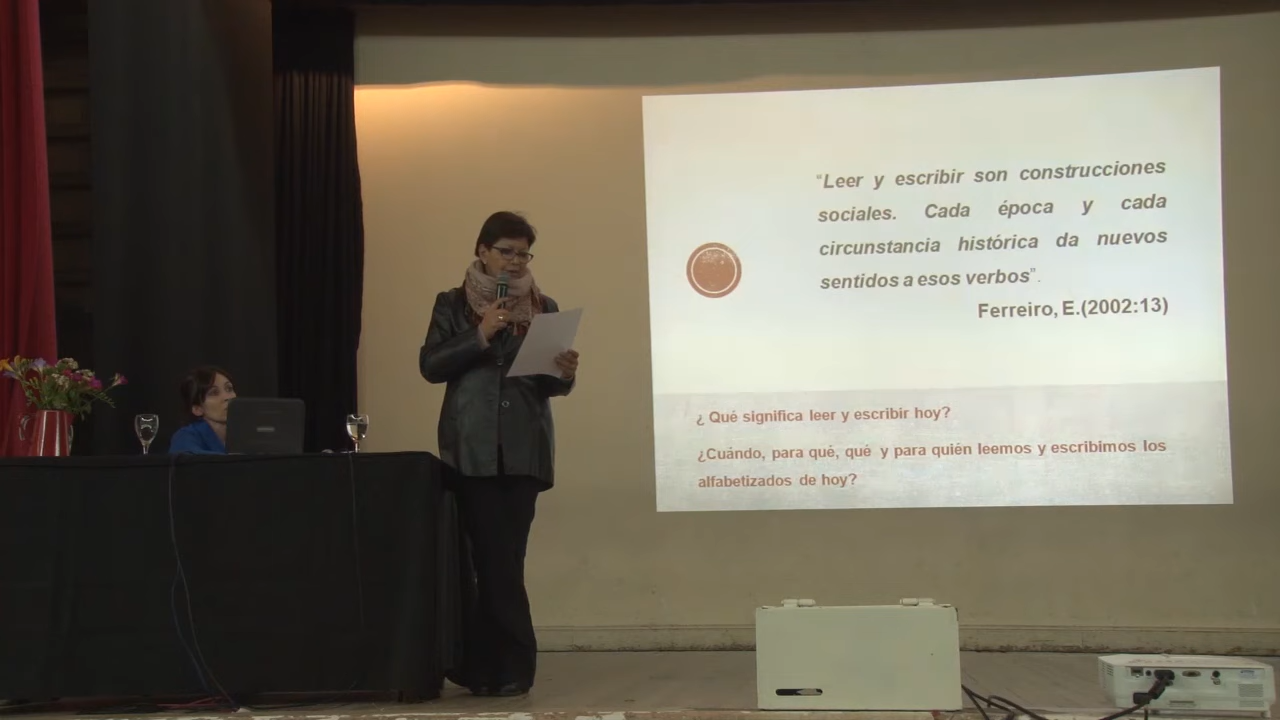 “Leer y escribir son construcciones
sociales. Cada época y cada
circunstancia histórica da nuevos
sentidos a esos verbos”.
Ferreiro, E.(2002:13)
¿ Qué significa leer y escribir hoy?
¿Cuándo, para qué, qué y para quién leemos y escribimos los
alfabetizados de hoy?